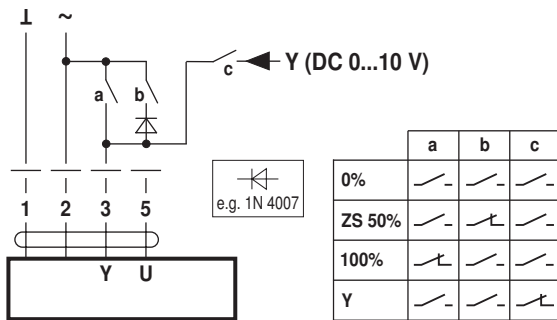 ⊥ ~
a b c Y (DC 0...10 V)
e.g. 1N 4007
1 2 3 5
Y U
a b c
0%
ZS 50%
100%
Y